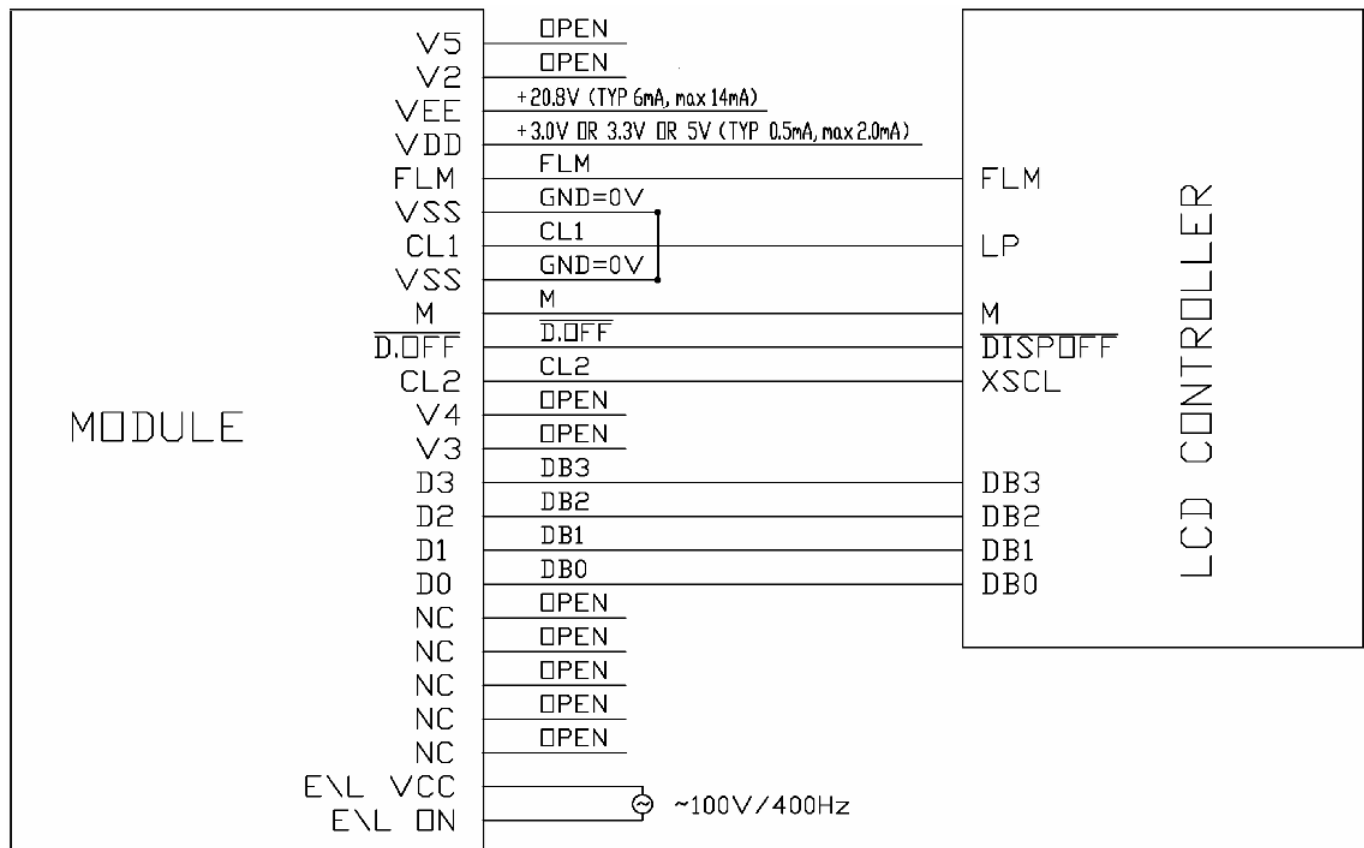 V5 OPEN
V2 OPEN
VEE +20.8V (TYP 6mA, max 14mA)
VDD +3.0V OR 3.3V OR 5V (TYP 0.5mA, max 2.0mA)
FLM FLM FLM
VSS GND=0V
CL1 CL1 LP
VSS GND=0V
M M M
D.OFF D.OFF DISPOFF
CL2 CL2 XSCL
V4 OPEN
MODULE
V3 OPEN
D3 DB3 DB3
D2 DB2 DB2
D1 DB1 DB1
D0 DB0 DB0
NC OPEN
NC OPEN
NC OPEN
NC OPEN
NC OPEN
E\L VCC
E\L ON
~100V/400Hz
LCD CONTROLLER